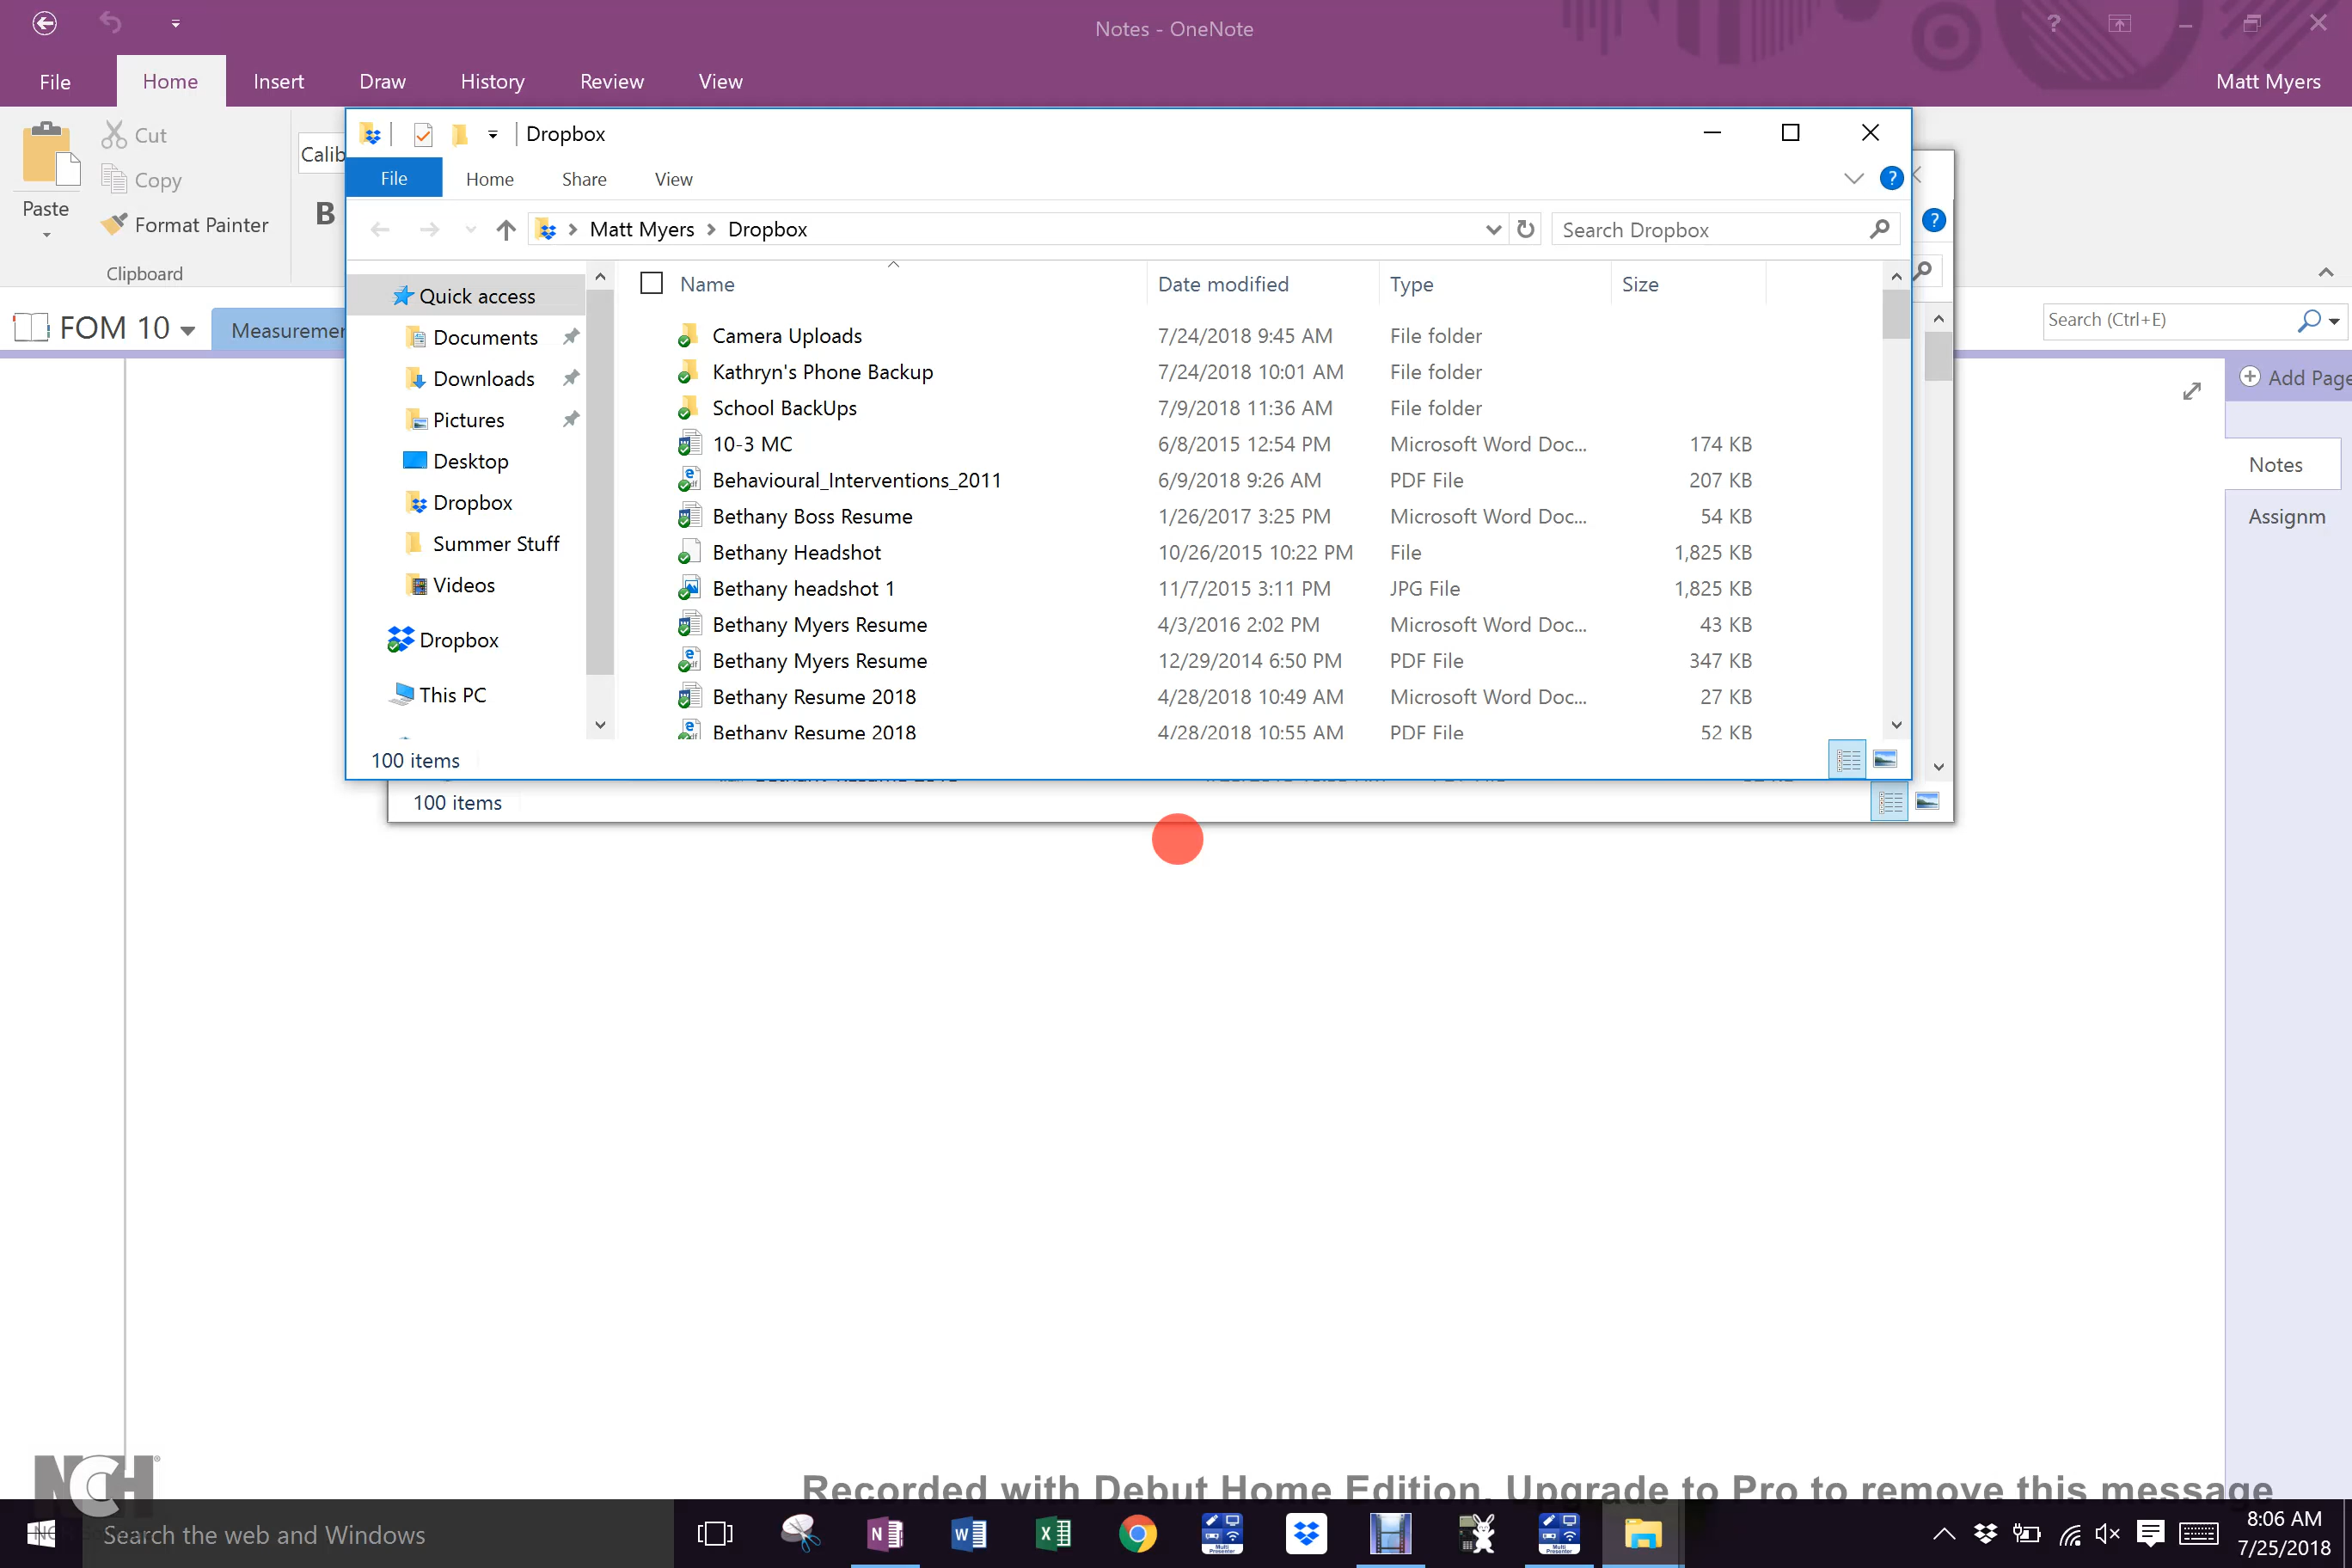 Notes - OneNote
File Home Insert Draw History Review View Matt Myers
Cut
Copy
Paste
Format Painter
Clipboard
Calib
B
FOM 10 Measuremer
Search (Ctrl+E)
Add Page
Notes
Assignm
Dropbox
File Home Share View
Matt Myers > Dropbox Search Dropbox
Name Date modified Type Size
Quick access
Documents
Downloads
Pictures
Desktop
Dropbox
Summer Stuff
Videos
Dropbox
This PC
Camera Uploads 7/24/2018 9:45 AM File folder
Kathryn's Phone Backup 7/24/2018 10:01 AM File folder
School BackUps 7/9/2018 11:36 AM File folder
10-3 MC 6/8/2015 12:54 PM Microsoft Word Doc... 174 KB
Behavioural_Interventions_2011 6/9/2018 9:26 AM PDF File 207 KB
Bethany Boss Resume 1/26/2017 3:25 PM Microsoft Word Doc... 54 KB
Bethany Headshot 10/26/2015 10:22 PM File 1,825 KB
Bethany headshot 1 11/7/2015 3:11 PM JPG File 1,825 KB
Bethany Myers Resume 4/3/2016 2:02 PM Microsoft Word Doc... 43 KB
Bethany Myers Resume 12/29/2014 6:50 PM PDF File 347 KB
Bethany Resume 2018 4/28/2018 10:49 AM Microsoft Word Doc... 27 KB
Bethany Resume 2018 4/28/2018 10:55 AM PDF File 52 KB
100 items
100 items
NCH
Recorded with Debut Home Edition. Upgrade to Pro to remove this message
Search the web and Windows
8:06 AM
7/25/2018